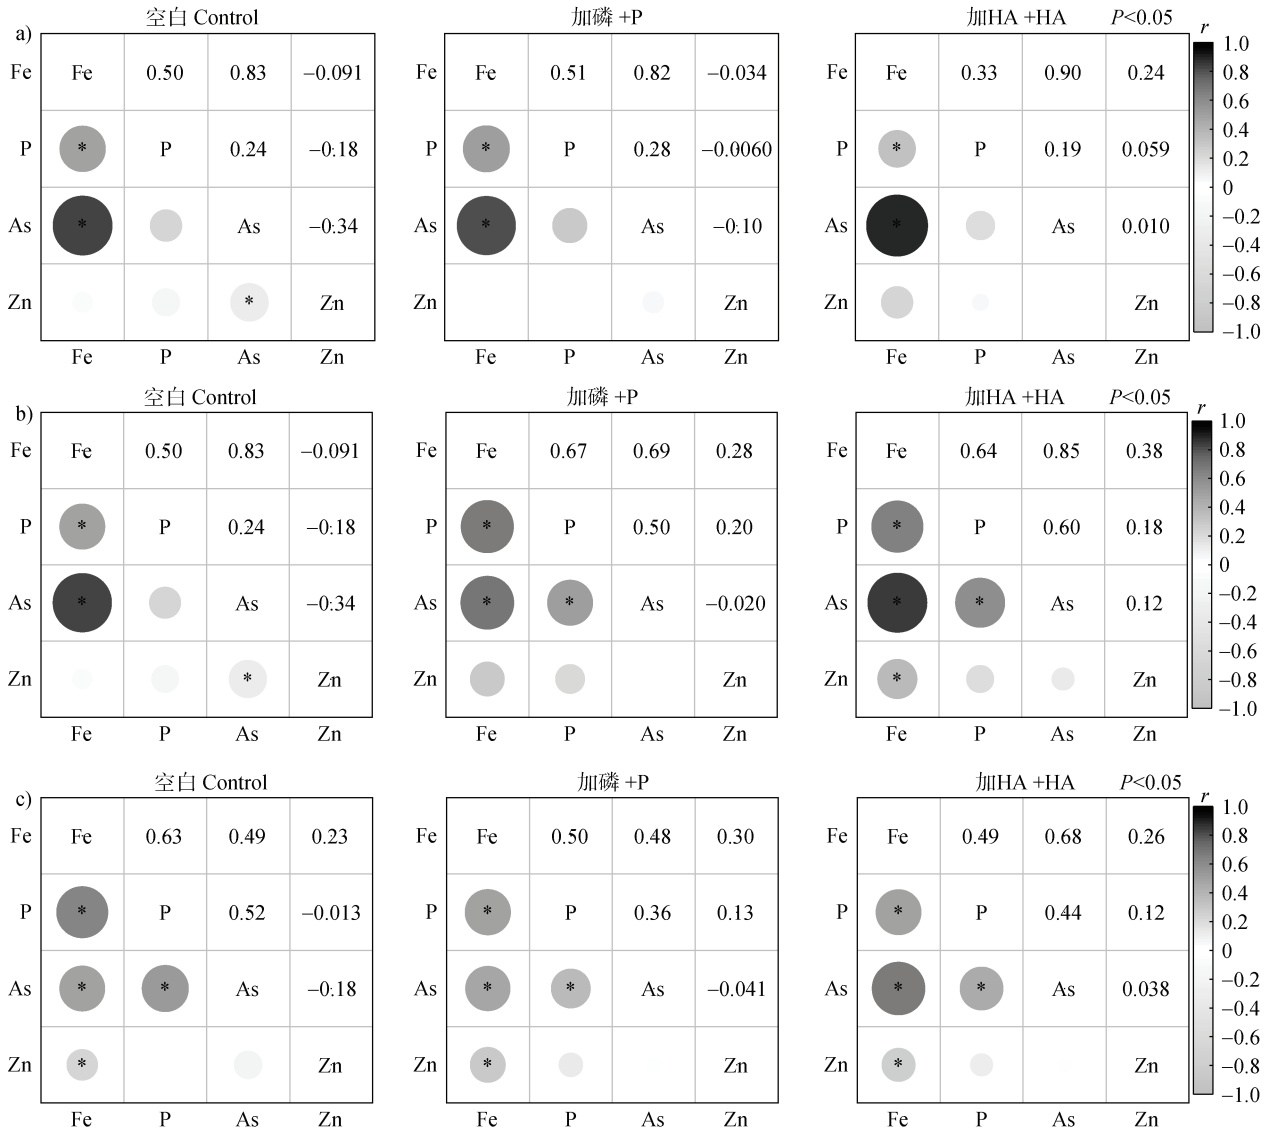 空白 Control 加磷 +P 加HA +HA P<0.05
a) r
Fe Fe 0.50 0.83 −0.091 Fe Fe 0.51 0.82 −0.034 Fe Fe 0.33 0.90 0.24
P * P 0.24 −0.18 P * P 0.28 −0.0060 P * P 0.19 0.059
As * As −0.34 As * As −0.10 As * As 0.010
Zn * Zn Zn Zn Zn Zn
Fe P As Zn Fe P As Zn Fe P As Zn
1.0
0.8
0.6
0.4
0.2
0
−0.2
−0.4
−0.6
−0.8
−1.0
空白 Control 加磷 +P 加HA +HA P<0.05
b) r
Fe Fe 0.50 0.83 −0.091 Fe Fe 0.67 0.69 0.28 Fe Fe 0.64 0.85 0.38
P * P 0.24 −0.18 P * P 0.50 0.20 P * P 0.60 0.18
As * As −0.34 As * * As −0.020 As * * As 0.12
Zn * Zn Zn Zn Zn * Zn
Fe P As Zn Fe P As Zn Fe P As Zn
1.0
0.8
0.6
0.4
0.2
0
−0.2
−0.4
−0.6
−0.8
−1.0
空白 Control 加磷 +P 加HA +HA P<0.05
c) r
Fe Fe 0.63 0.49 0.23 Fe Fe 0.50 0.48 0.30 Fe Fe 0.49 0.68 0.26
P * P 0.52 −0.013 P * P 0.36 0.13 P * P 0.44 0.12
As * * As −0.18 As * * As −0.041 As * * As 0.038
Zn * Zn Zn * Zn Zn * Zn
Fe P As Zn Fe P As Zn Fe P As Zn
1.0
0.8
0.6
0.4
0.2
0
−0.2
−0.4
−0.6
−0.8
−1.0